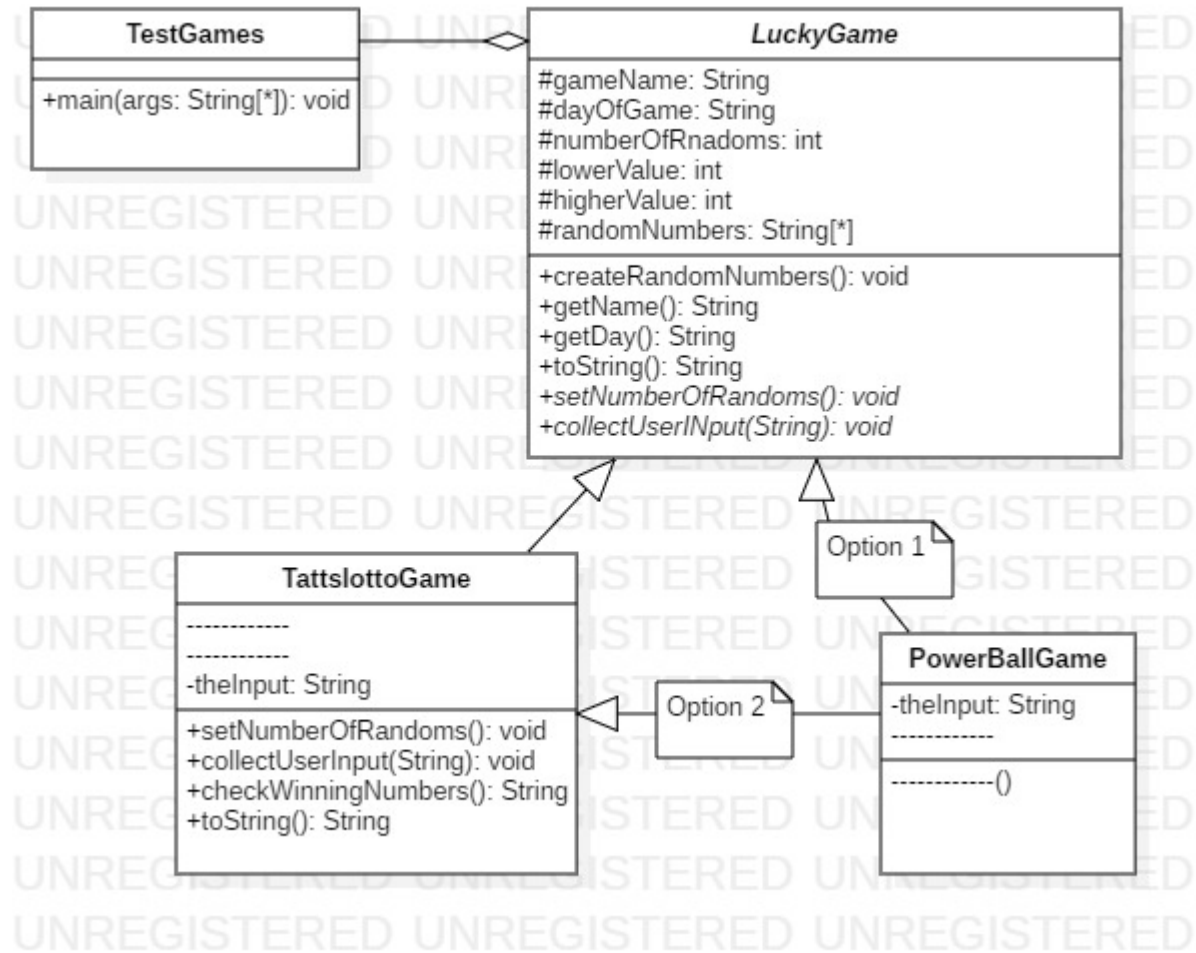 TestGames
+main(args: String[*]): void
LuckyGame
#gameName: String
#dayOfGame: String
#numberOfRnadoms: int
#lowerValue: int
#higherValue: int
#randomNumbers: String[*]
+createRandomNumbers(): void
+getName(): String
+getDay(): String
+toString(): String
+setNumberOfRandoms(): void
+collectUserINput(String): void
Option 1
TattslottoGame
------------
------------
-theInput: String
+setNumberOfRandoms(): void
+collectUserInput(String): void
+checkWinningNumbers(): String
+toString(): String
Option 2
PowerBallGame
-theInput: String
------------
------------()
UNREGISTERED